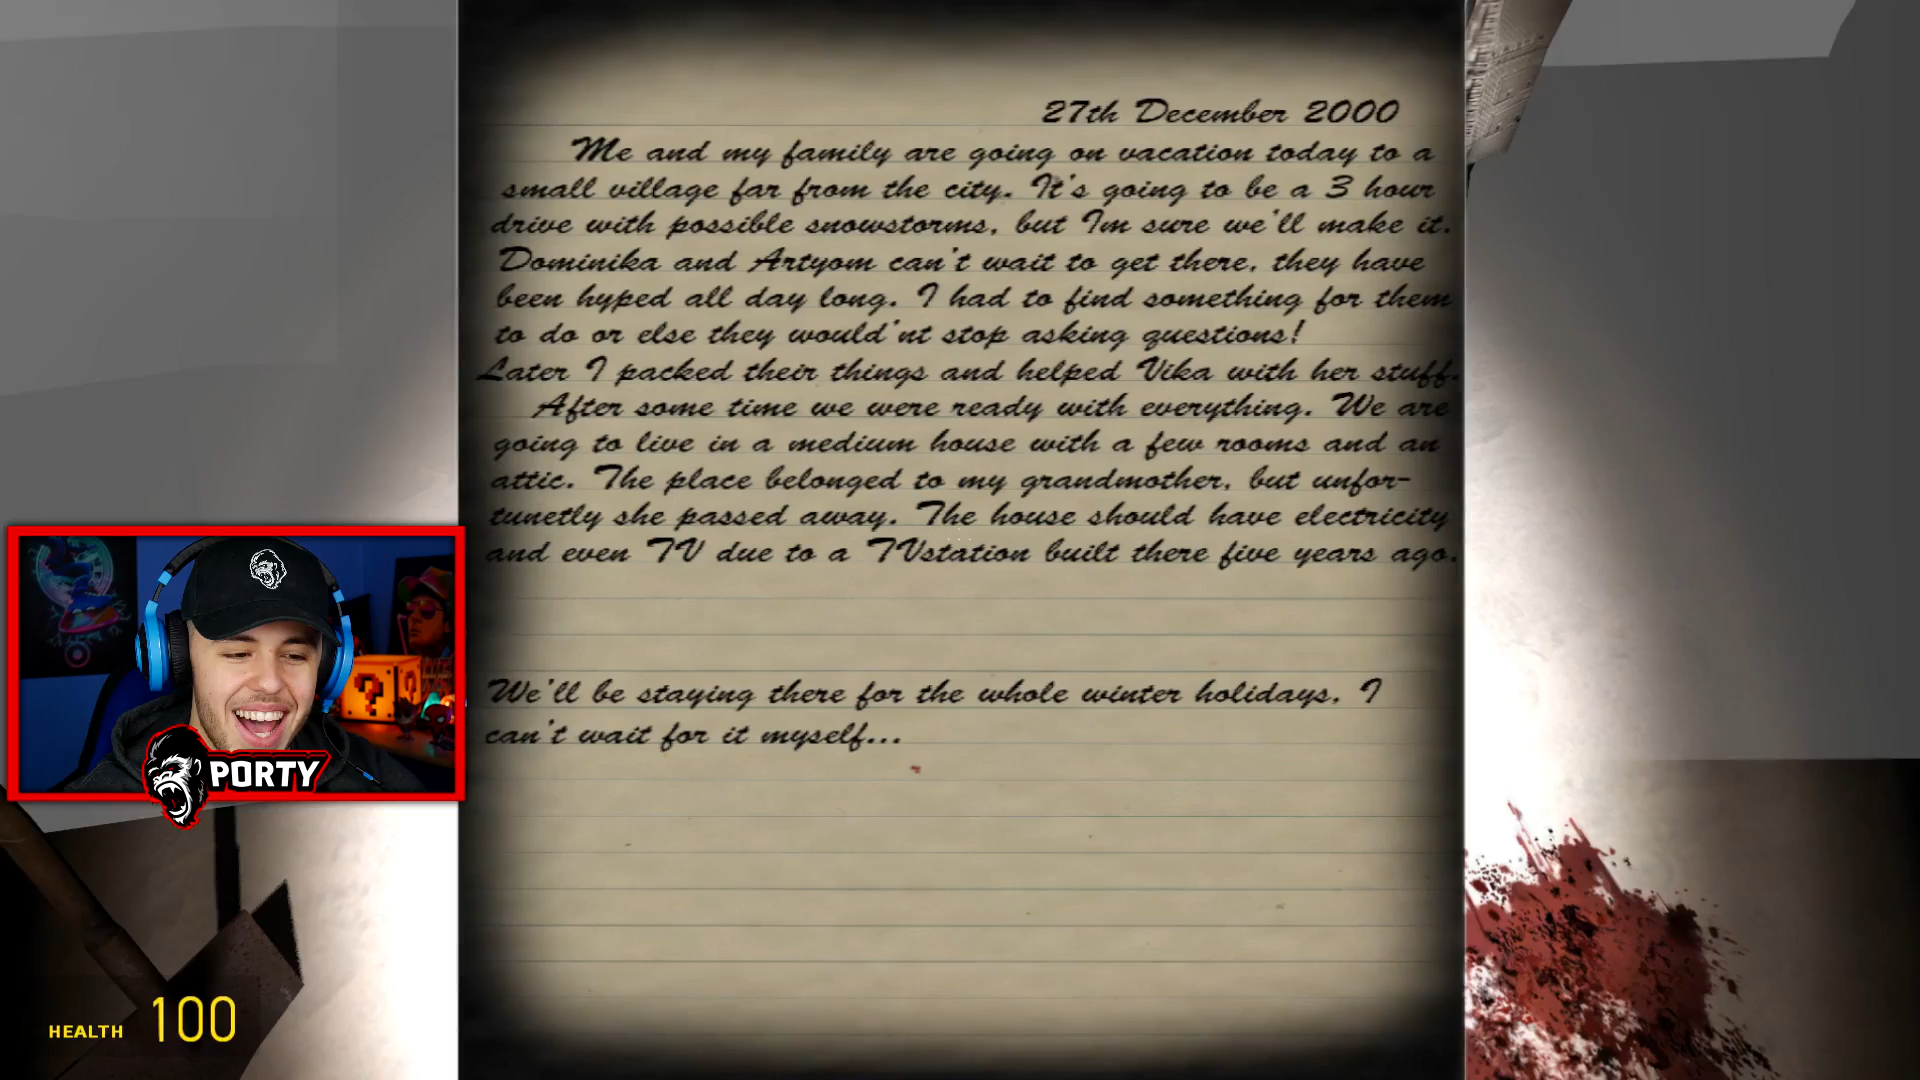 27th December 2000
Me and my family are going on vacation today to a
small village far from the city. It's going to be a 3 hour
drive with possible snowstorms, but Im sure we'll make it.
Dominika and Artyom can't wait to get there, they have
been hyped all day long. I had to find something for them
to do or else they would'nt stop asking questions!
Later I packed their things and helped Vika with her stuff.
After some time we were ready with everything. We are
going to live in a medium house with a few rooms and an
attic. The place belonged to my grandmother, but unfor-
tunetly she passed away. The house should have electricity
and even TV due to a TVstation built there five years ago.
We'll be staying there for the whole winter holidays, I
can't wait for it myself...
PORTY
HEALTH 100